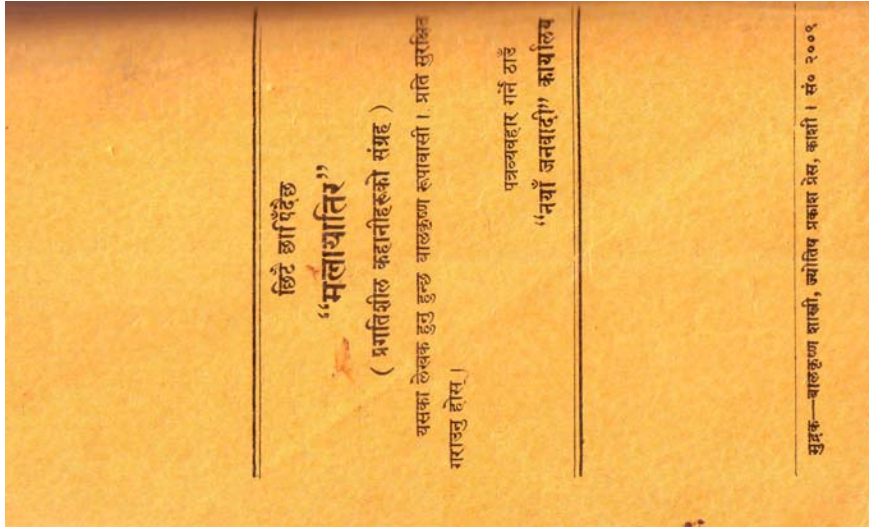 छिटै छापिँदैछ
“मलायातिर”
( प्रगतिशील कहानीहरूको संग्रह )
यसका लेखक हुनु हुन्छ बालकृष्ण रूपावासी । प्रति सुरक्षित
गराउनु होस् ।
पत्रव्यवहार गर्ने ठाउँ
“नयाँ जनवादी” कार्यालय
मुद्रक—बालकृष्ण शास्त्री, ज्योतिष प्रकाश प्रेस, काशी । सं० २००९